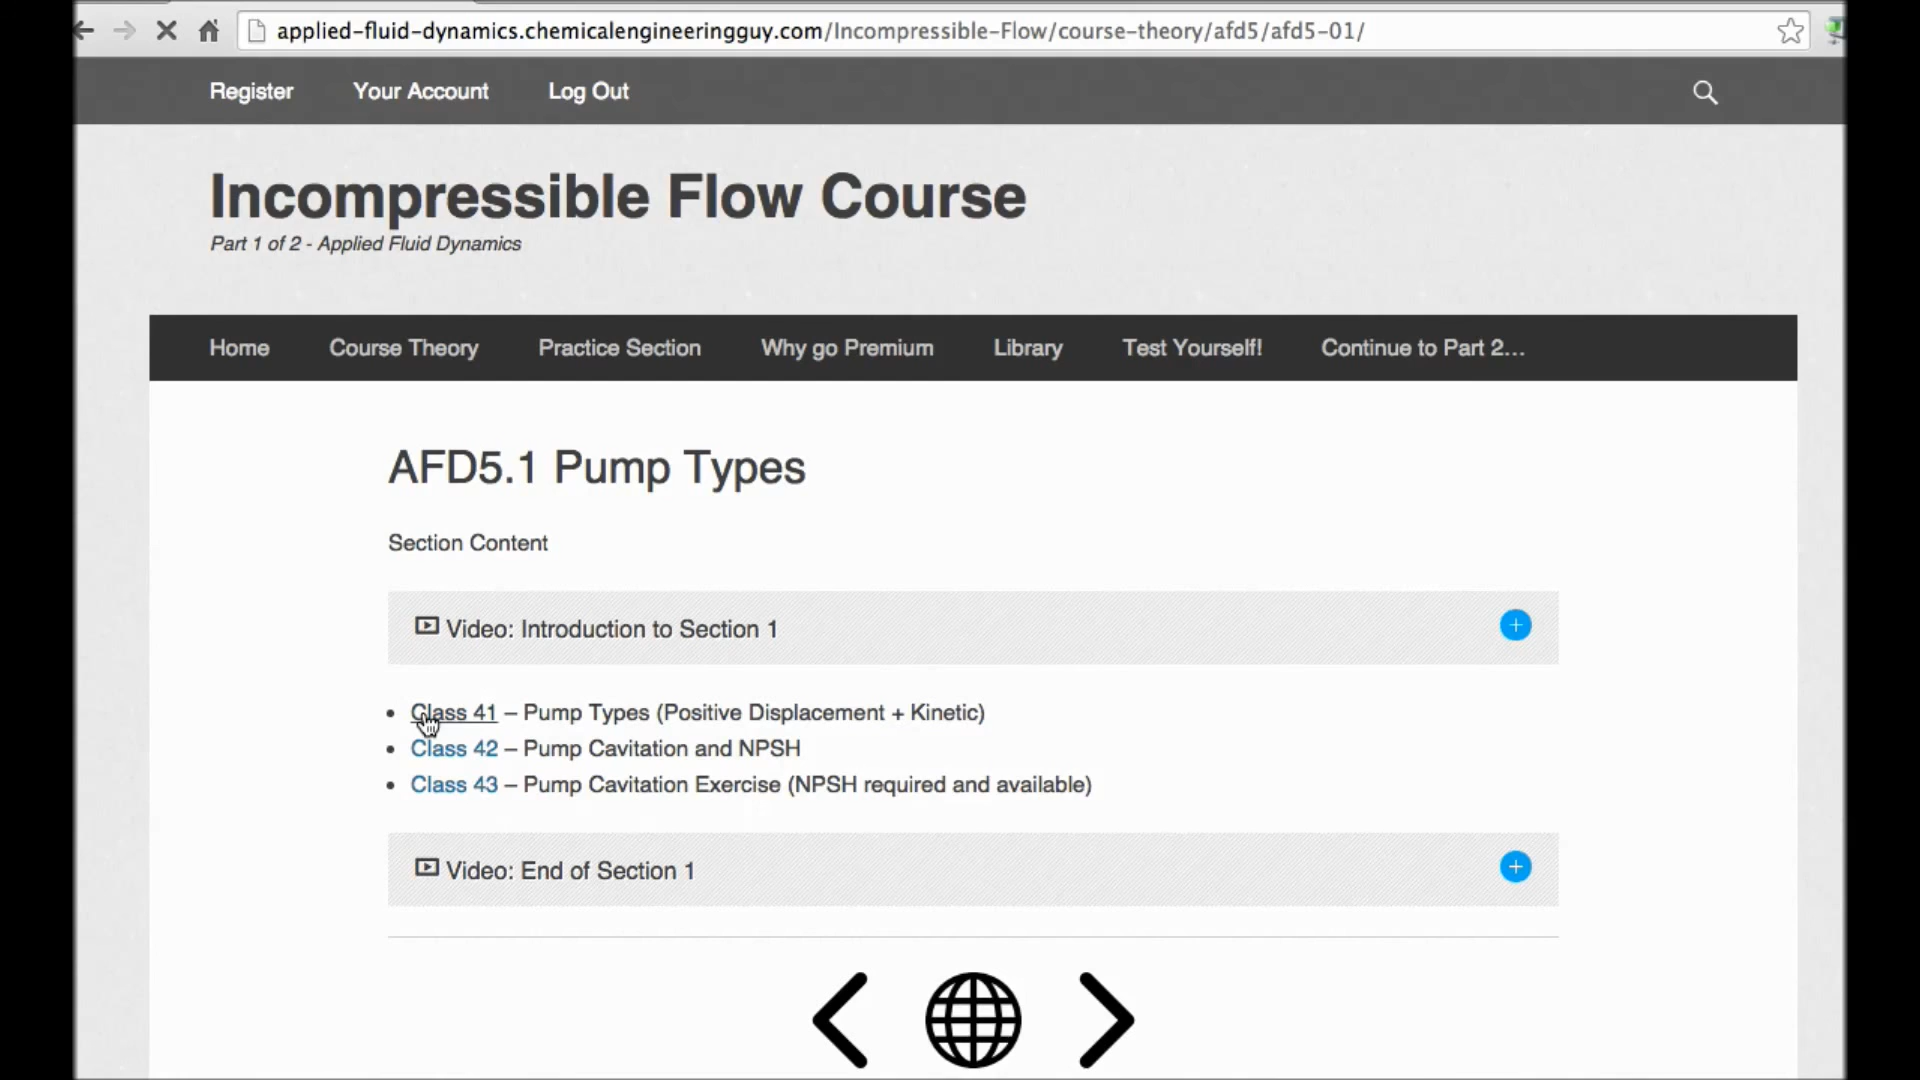 applied-fluid-dynamics.chemicalengineeringguy.com/Incompressible-Flow/course-theory/afd5/afd5-01/
Register Your Account Log Out
Incompressible Flow Course
Part 1 of 2 - Applied Fluid Dynamics
Home Course Theory Practice Section Why go Premium Library Test Yourself! Continue to Part 2...
AFD5.1 Pump Types
Section Content
Video: Introduction to Section 1
• Class 41 – Pump Types (Positive Displacement + Kinetic)
• Class 42 – Pump Cavitation and NPSH
• Class 43 – Pump Cavitation Exercise (NPSH required and available)
Video: End of Section 1